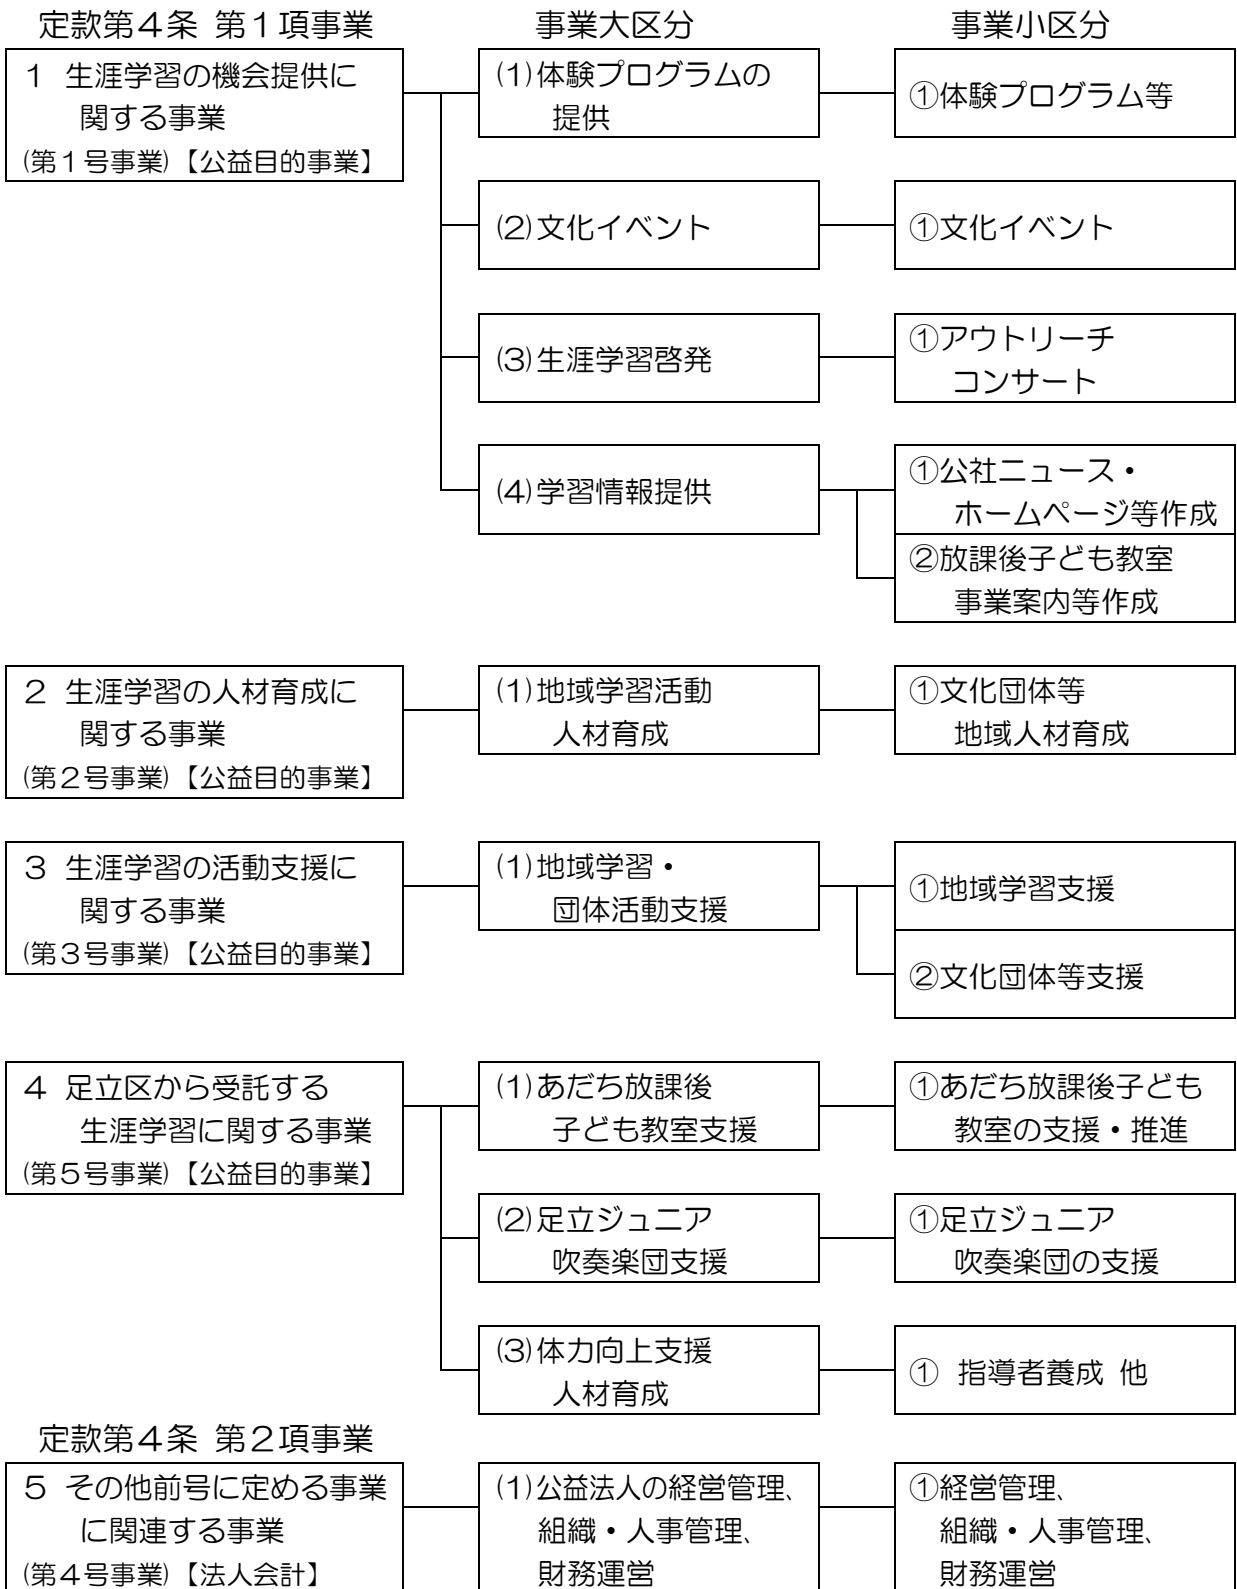 定款第４条 第１項事業
事業大区分
事業小区分
１ 生涯学習の機会提供に
関する事業
(第１号事業)【公益目的事業】
(1)体験プログラムの
提供
①体験プログラム等
(2)文化イベント
①文化イベント
(3)生涯学習啓発
①アウトリーチ
コンサート
(4)学習情報提供
①公社ニュース・
ホームページ等作成
②放課後子ども教室
事業案内等作成
２ 生涯学習の人材育成に
関する事業
(第２号事業)【公益目的事業】
(1)地域学習活動
人材育成
①文化団体等
地域人材育成
３ 生涯学習の活動支援に
関する事業
(第３号事業)【公益目的事業】
(1)地域学習・
団体活動支援
①地域学習支援
②文化団体等支援
４ 足立区から受託する
生涯学習に関する事業
(第５号事業)【公益目的事業】
(1)あだち放課後
子ども教室支援
①あだち放課後子ども
教室の支援・推進
(2)足立ジュニア
吹奏楽団支援
①足立ジュニア
吹奏楽団の支援
(3)体力向上支援
人材育成
① 指導者養成 他
定款第４条 第２項事業
５ その他前号に定める事業
に関連する事業
(第４号事業)【法人会計】
(1)公益法人の経営管理、
組織・人事管理、
財務運営
①経営管理、
組織・人事管理、
財務運営